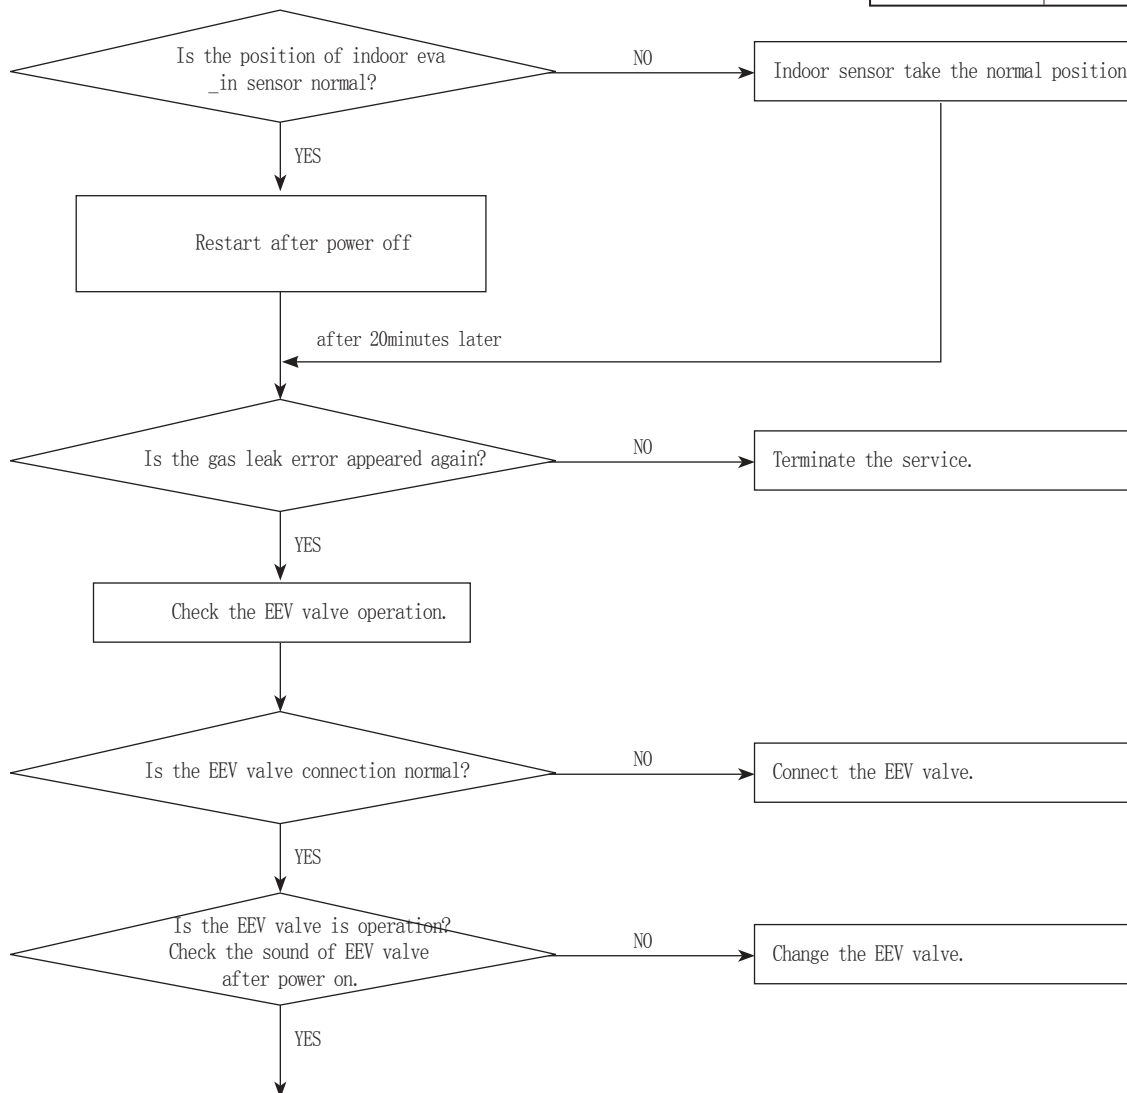 Is the position of indoor eva
_in sensor normal?
NO
Indoor sensor take the normal position
YES
Restart after power off
after 20minutes later
Is the gas leak error appeared again?
NO
Terminate the service.
YES
Check the EEV valve operation.
Is the EEV valve connection normal?
NO
Connect the EEV valve.
YES
Is the EEV valve is operation?
Check the sound of EEV valve
after power on.
NO
Change the EEV valve.
YES